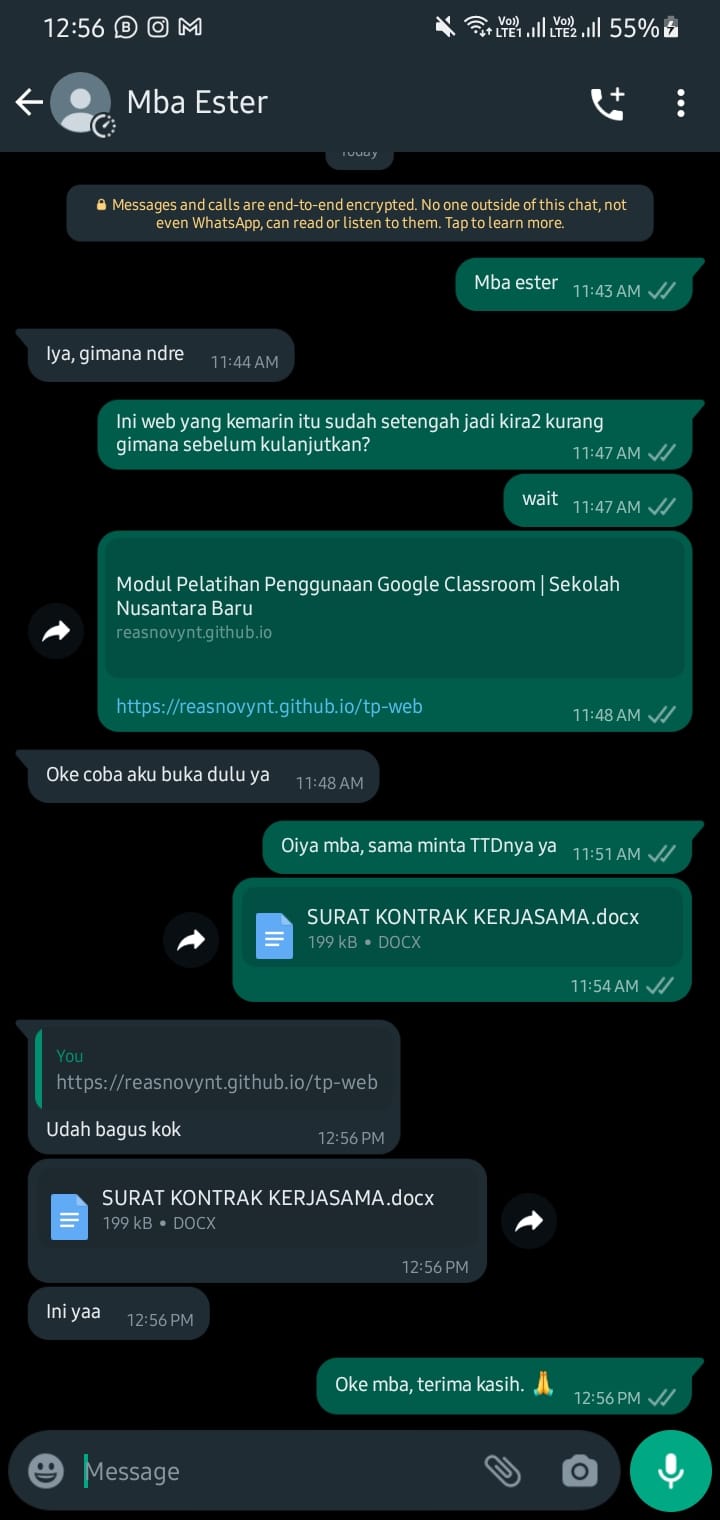 12:56
Vo)) LTE1 Vo)) LTE2 55%
Mba Ester
Today
Messages and calls are end-to-end encrypted. No one outside of this chat, not
even WhatsApp, can read or listen to them. Tap to learn more.
Mba ester 11:43 AM
Iya, gimana ndre 11:44 AM
Ini web yang kemarin itu sudah setengah jadi kira2 kurang
gimana sebelum kulanjutkan? 11:47 AM
wait 11:47 AM
Modul Pelatihan Penggunaan Google Classroom | Sekolah
Nusantara Baru
reasnovynt.github.io
https://reasnovynt.github.io/tp-web 11:48 AM
Oke coba aku buka dulu ya 11:48 AM
Oiya mba, sama minta TTDnya ya 11:51 AM
SURAT KONTRAK KERJASAMA.docx
199 kB • DOCX
11:54 AM
You
https://reasnovynt.github.io/tp-web
Udah bagus kok 12:56 PM
SURAT KONTRAK KERJASAMA.docx
199 kB • DOCX
12:56 PM
Ini yaa 12:56 PM
Oke mba, terima kasih. 🙏 12:56 PM
Message